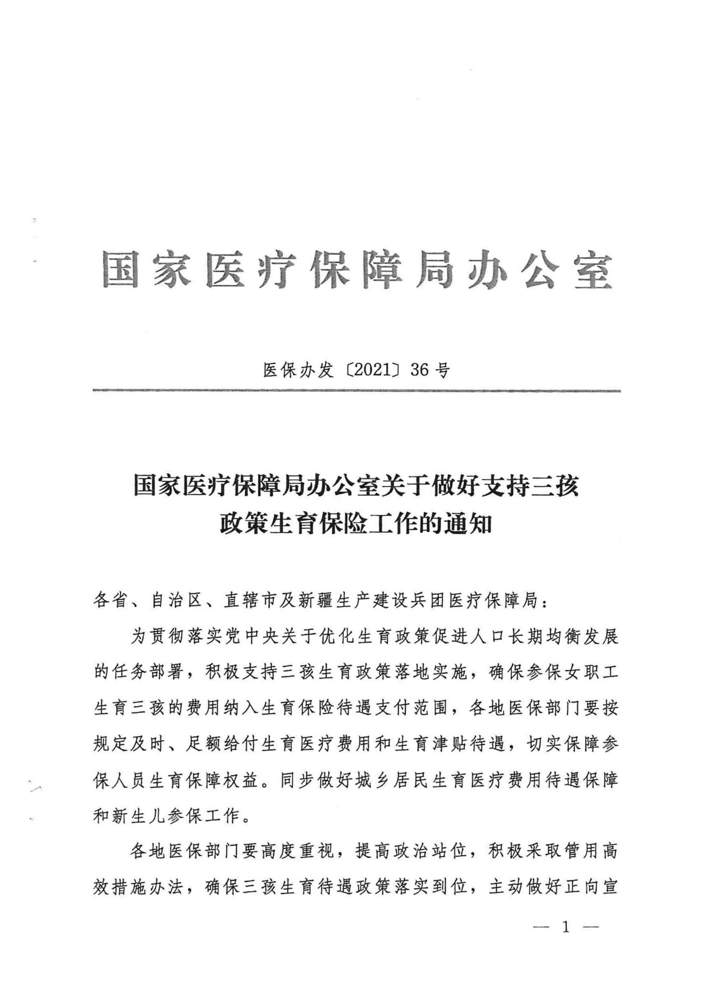 国家医疗保障局办公室
医保办发〔2021〕36号
国家医疗保障局办公室关于做好支持三孩
政策生育保险工作的通知
各省、自治区、直辖市及新疆生产建设兵团医疗保障局：
为贯彻落实党中央关于优化生育政策促进人口长期均衡发展
的任务部署，积极支持三孩生育政策落地实施，确保参保女职工
生育三孩的费用纳入生育保险待遇支付范围，各地医保部门要按
规定及时、足额给付生育医疗费用和生育津贴待遇，切实保障参
保人员生育保障权益。同步做好城乡居民生育医疗费用待遇保障
和新生儿参保工作。
各地医保部门要高度重视，提高政治站位，积极采取管用高
效措施办法，确保三孩生育待遇政策落实到位，主动做好正向宣
— 1 —